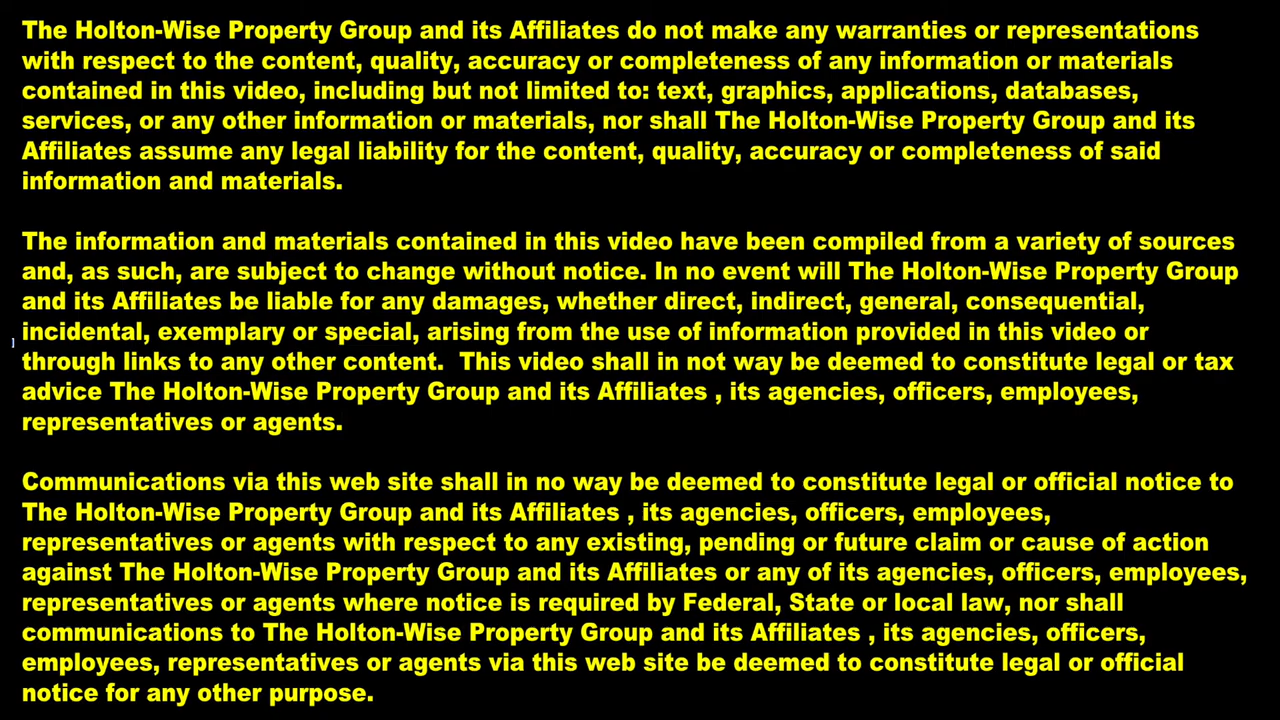 The Holton-Wise Property Group and its Affiliates do not make any warranties or representations
with respect to the content, quality, accuracy or completeness of any information or materials
contained in this video, including but not limited to: text, graphics, applications, databases,
services, or any other information or materials, nor shall The Holton-Wise Property Group and its
Affiliates assume any legal liability for the content, quality, accuracy or completeness of said
information and materials.
The information and materials contained in this video have been compiled from a variety of sources
and, as such, are subject to change without notice. In no event will The Holton-Wise Property Group
and its Affiliates be liable for any damages, whether direct, indirect, general, consequential,
incidental, exemplary or special, arising from the use of information provided in this video or
through links to any other content.  This video shall in not way be deemed to constitute legal or tax
advice The Holton-Wise Property Group and its Affiliates , its agencies, officers, employees,
representatives or agents.
Communications via this web site shall in no way be deemed to constitute legal or official notice to
The Holton-Wise Property Group and its Affiliates , its agencies, officers, employees,
representatives or agents with respect to any existing, pending or future claim or cause of action
against The Holton-Wise Property Group and its Affiliates or any of its agencies, officers, employees,
representatives or agents where notice is required by Federal, State or local law, nor shall
communications to The Holton-Wise Property Group and its Affiliates , its agencies, officers,
employees, representatives or agents via this web site be deemed to constitute legal or official
notice for any other purpose.